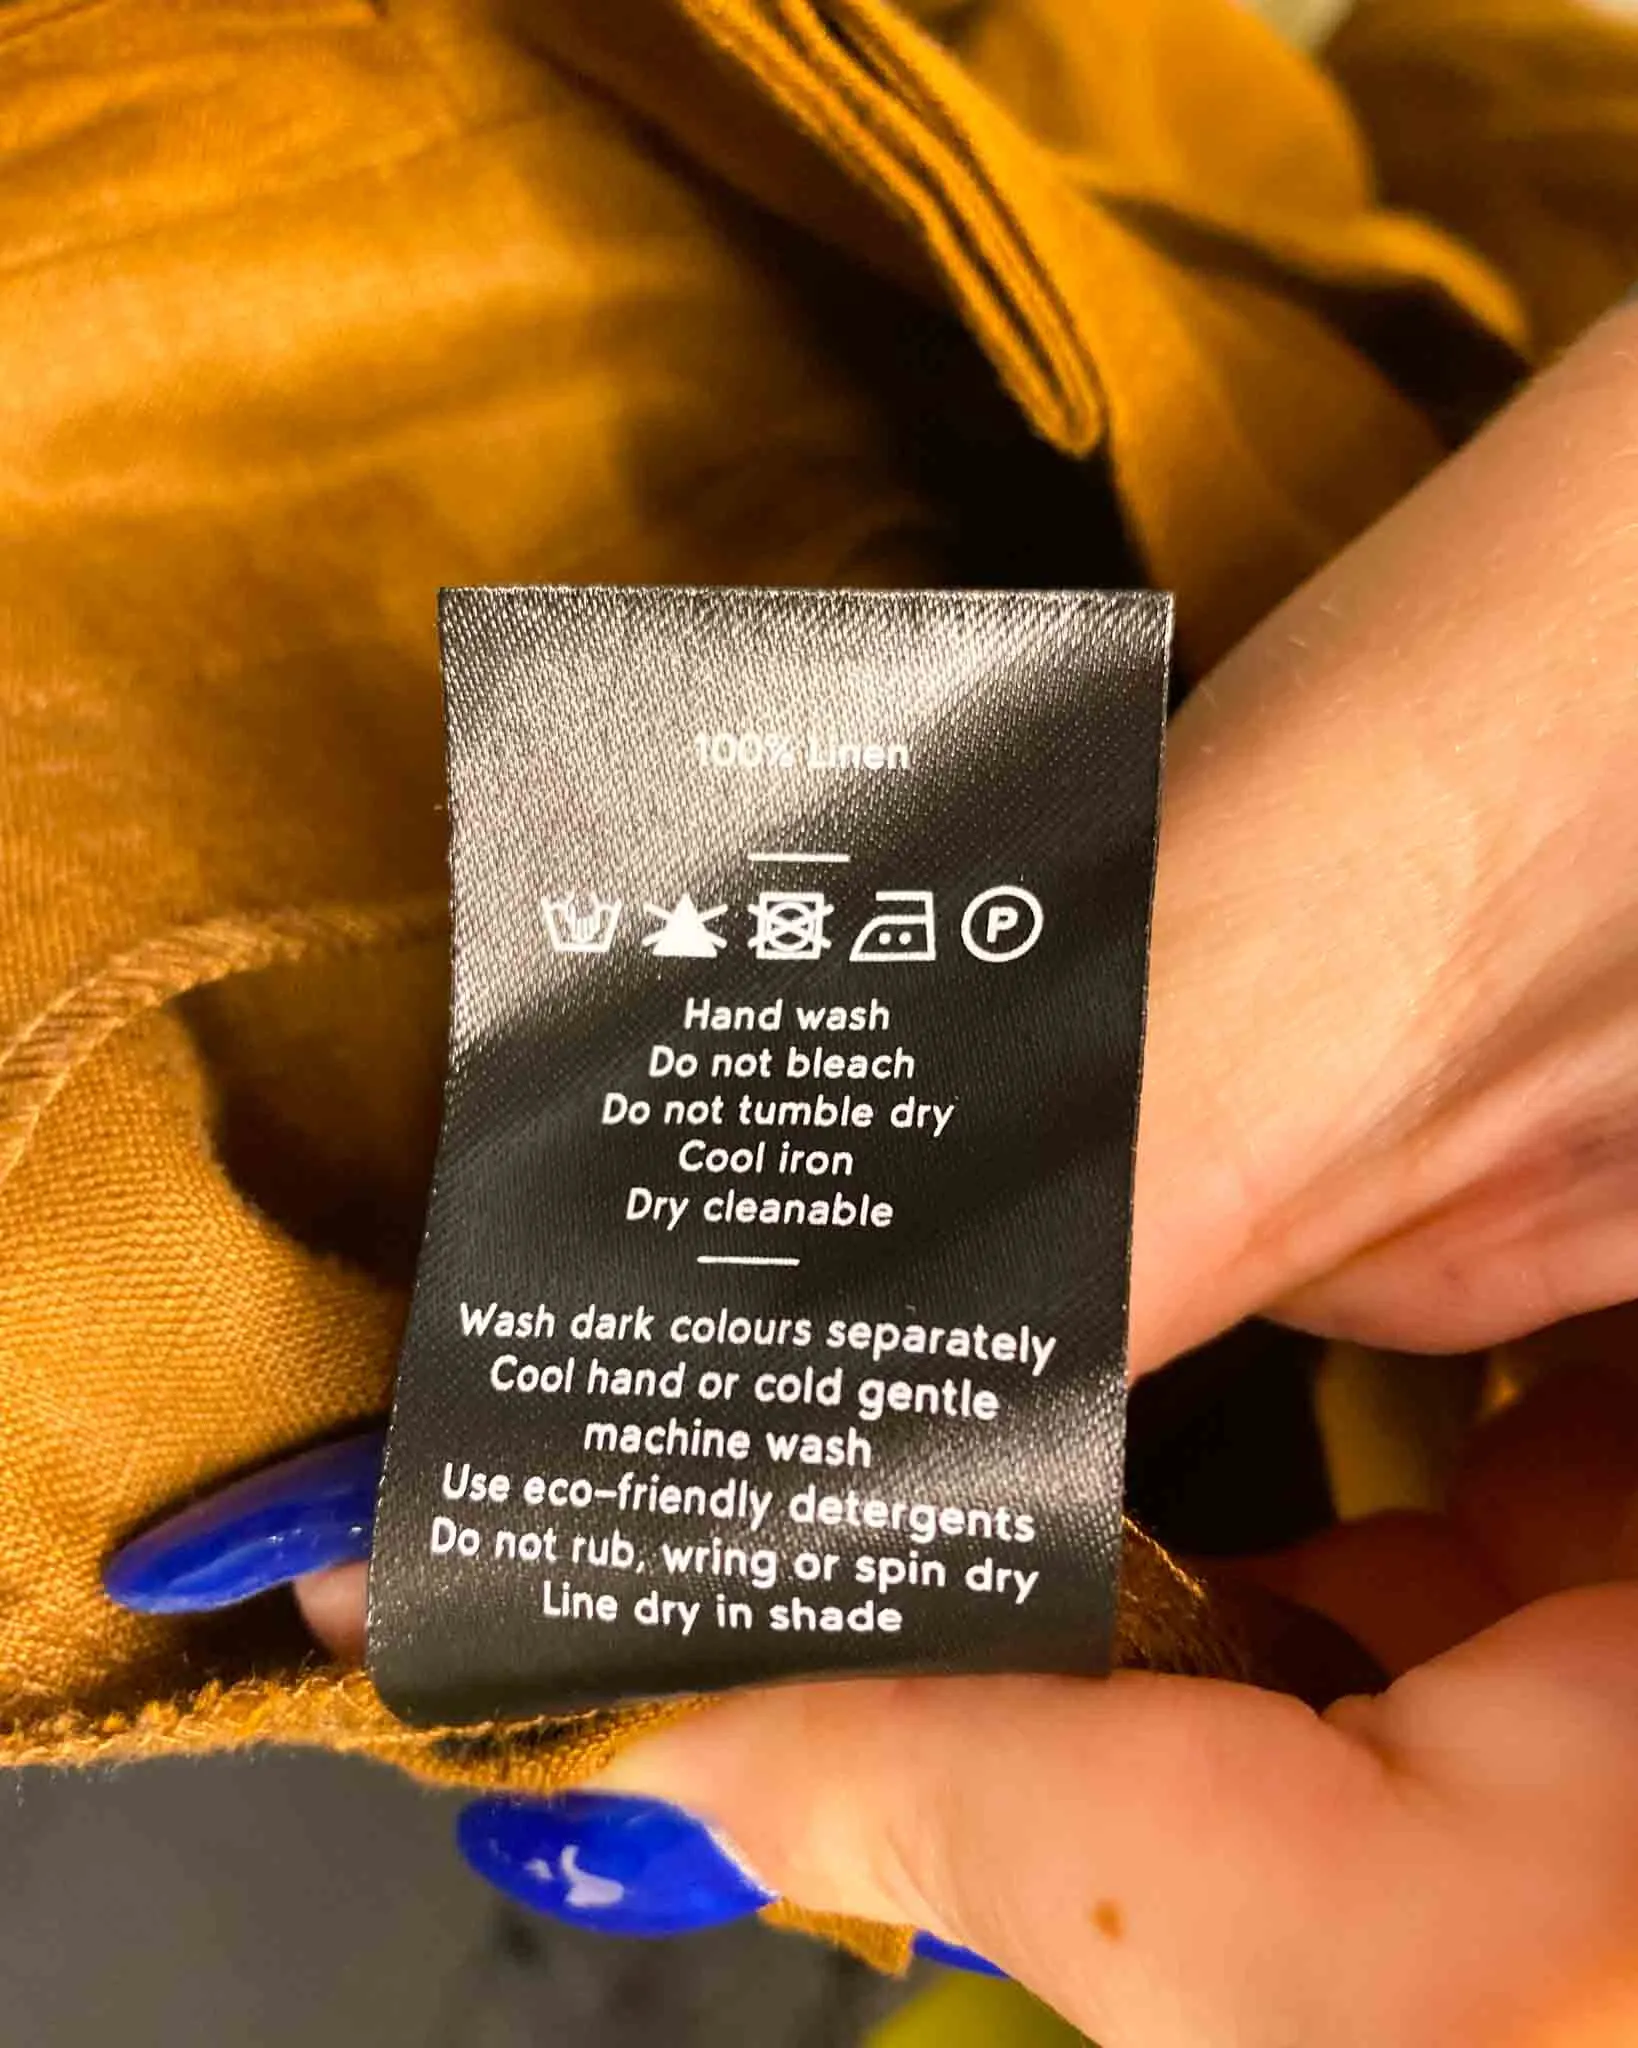 100% Linen
P
Hand wash
Do not bleach
Do not tumble dry
Cool iron
Dry cleanable
Wash dark colours separately
Cool hand or cold gentle
machine wash
Use eco-friendly detergents
Do not rub, wring or spin dry
Line dry in shade